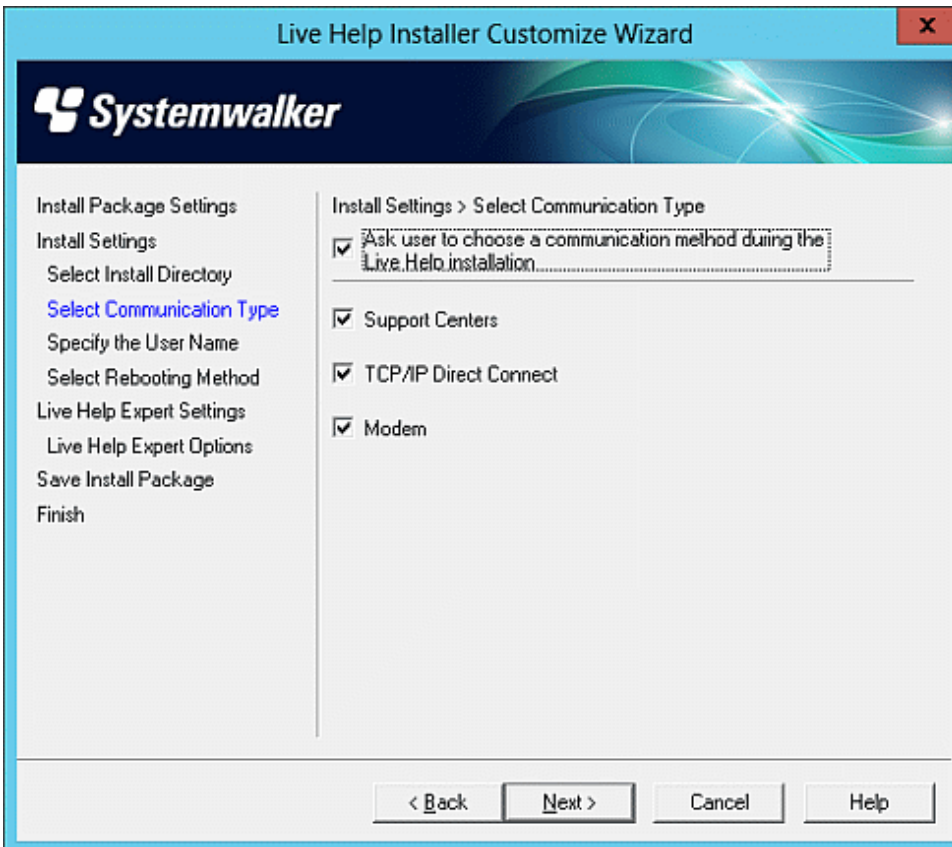 Live Help Installer Customize Wizard
X
Systemwalker
Install Package Settings
Install Settings
Select Install Directory
Select Communication Type
Specify the User Name
Select Rebooting Method
Live Help Expert Settings
Live Help Expert Options
Save Install Package
Finish
Install Settings > Select Communication Type
Ask user to choose a communication method during the
Live Help installation
Support Centers
TCP/IP Direct Connect
Modem
< Back
Next >
Cancel
Help